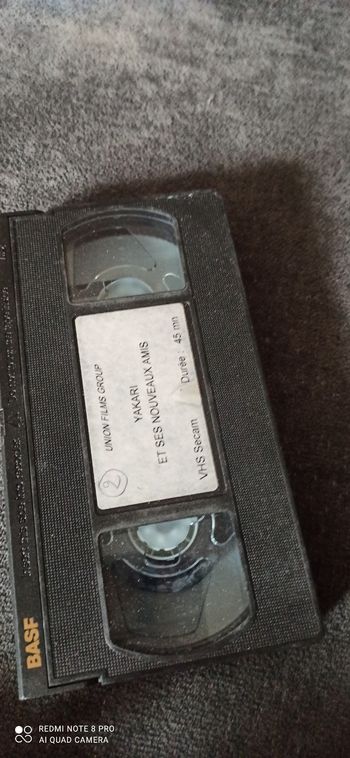 UNION FILMS GROUP
YAKARI
ET SES NOUVEAUX AMIS
VHS Secam Durée 45 mn
2
BASF
REDMI NOTE 8 PRO
AI QUAD CAMERA